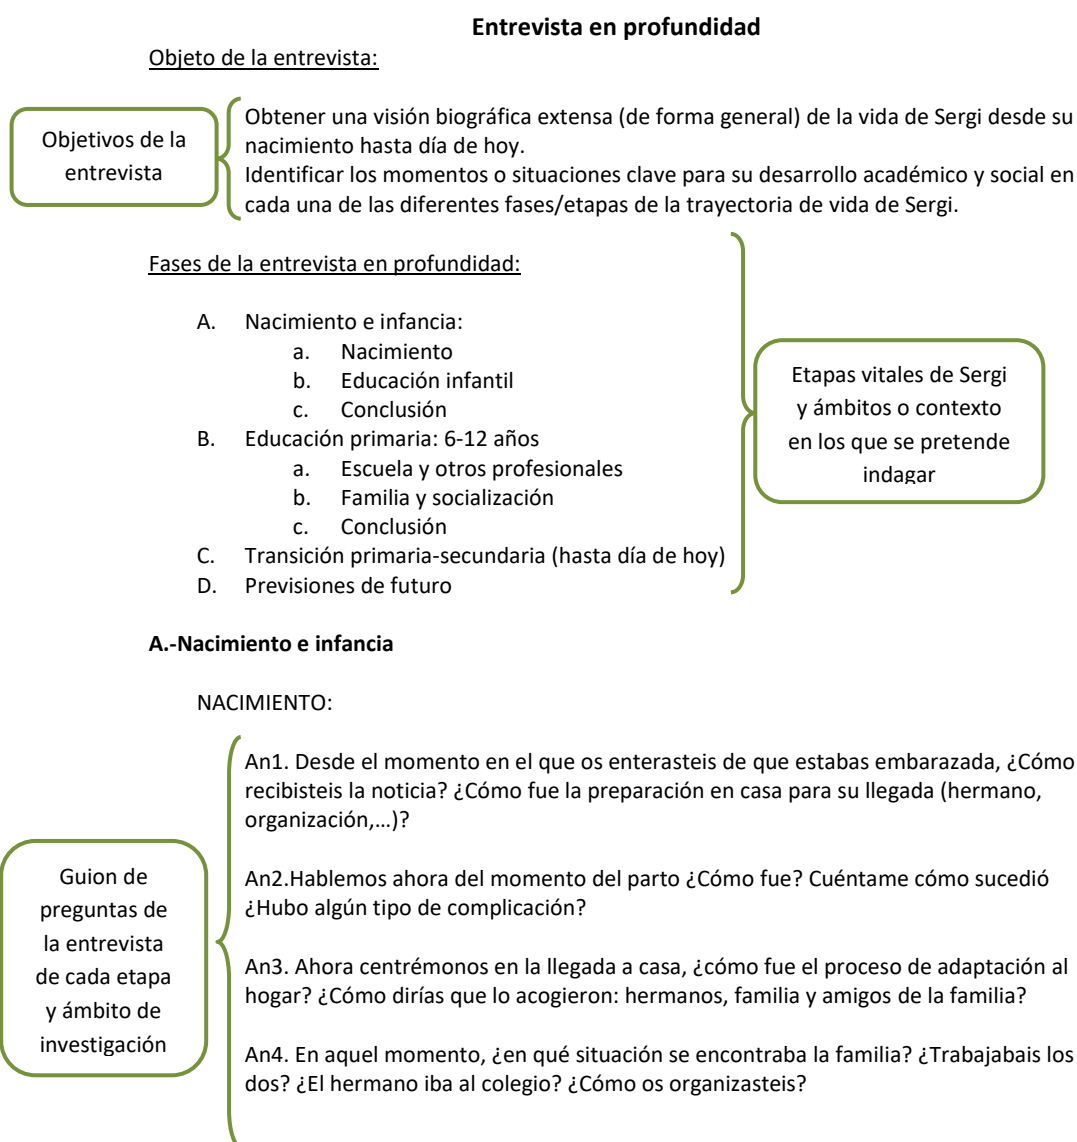 Entrevista en profundidad
Objeto de la entrevista:
Objetivos de la
entrevista
Obtener una visión biográfica extensa (de forma general) de la vida de Sergi desde su
nacimiento hasta día de hoy.
Identificar los momentos o situaciones clave para su desarrollo académico y social en
cada una de las diferentes fases/etapas de la trayectoria de vida de Sergi.
Fases de la entrevista en profundidad:
A. Nacimiento e infancia:
a. Nacimiento
b. Educación infantil
c. Conclusión
B. Educación primaria: 6-12 años
a. Escuela y otros profesionales
b. Familia y socialización
c. Conclusión
C. Transición primaria-secundaria (hasta día de hoy)
D. Previsiones de futuro
Etapas vitales de Sergi
y ámbitos o contexto
en los que se pretende
indagar
A.-Nacimiento e infancia
NACIMIENTO:
Guion de
preguntas de
la entrevista
de cada etapa
y ámbito de
investigación
An1. Desde el momento en el que os enterasteis de que estabas embarazada, ¿Cómo
recibisteis la noticia? ¿Cómo fue la preparación en casa para su llegada (hermano,
organización,…)?
An2.Hablemos ahora del momento del parto ¿Cómo fue? Cuéntame cómo sucedió
¿Hubo algún tipo de complicación?
An3. Ahora centrémonos en la llegada a casa, ¿cómo fue el proceso de adaptación al
hogar? ¿Cómo dirías que lo acogieron: hermanos, familia y amigos de la familia?
An4. En aquel momento, ¿en qué situación se encontraba la familia? ¿Trabajabais los
dos? ¿El hermano iba al colegio? ¿Cómo os organizasteis?